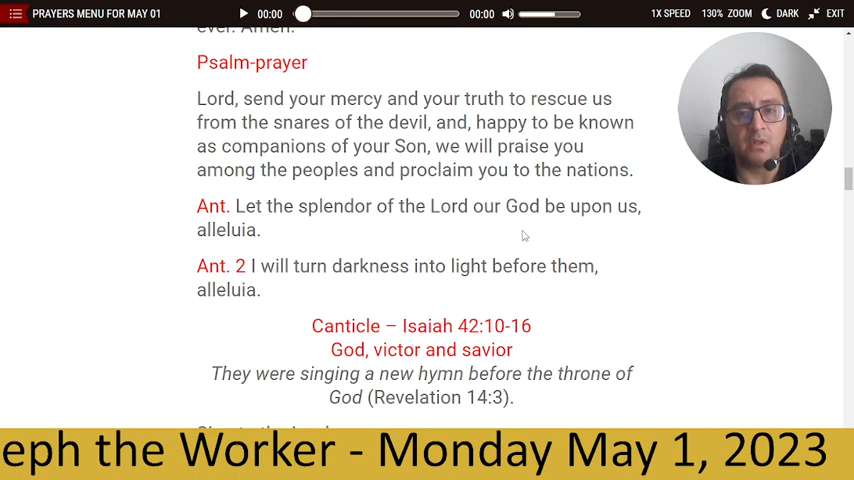 PRAYERS MENU FOR MAY 01 00:00 00:00 1X SPEED 130% ZOOM DARK EXIT
ever. Amen.
Psalm-prayer
Lord, send your mercy and your truth to rescue us
from the snares of the devil, and, happy to be known
as companions of your Son, we will praise you
among the peoples and proclaim you to the nations.
Ant. Let the splendor of the Lord our God be upon us,
alleluia.
Ant. 2 I will turn darkness into light before them,
alleluia.
Canticle – Isaiah 42:10-16
God, victor and savior
They were singing a new hymn before the throne of
God (Revelation 14:3).
eph the Worker - Monday May 1, 2023